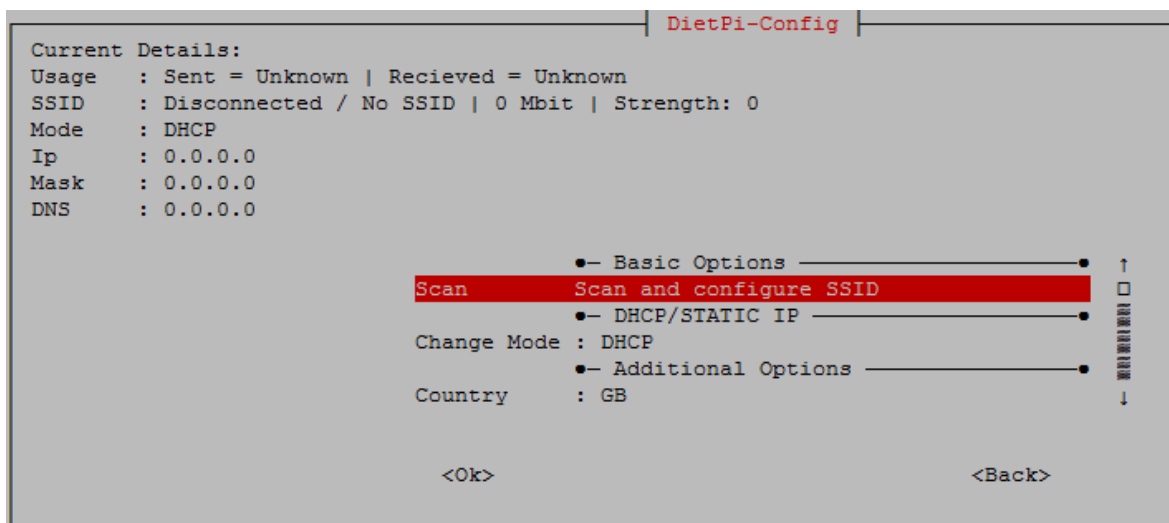 DietPi-Config
Current Details:
Usage : Sent = Unknown | Recieved = Unknown
SSID : Disconnected / No SSID | 0 Mbit | Strength: 0
Mode : DHCP
Ip : 0.0.0.0
Mask : 0.0.0.0
DNS : 0.0.0.0
●─ Basic Options ─●
Scan Scan and configure SSID
●─ DHCP/STATIC IP ─●
Change Mode : DHCP
●─ Additional Options ─●
Country : GB
<Ok> <Back>